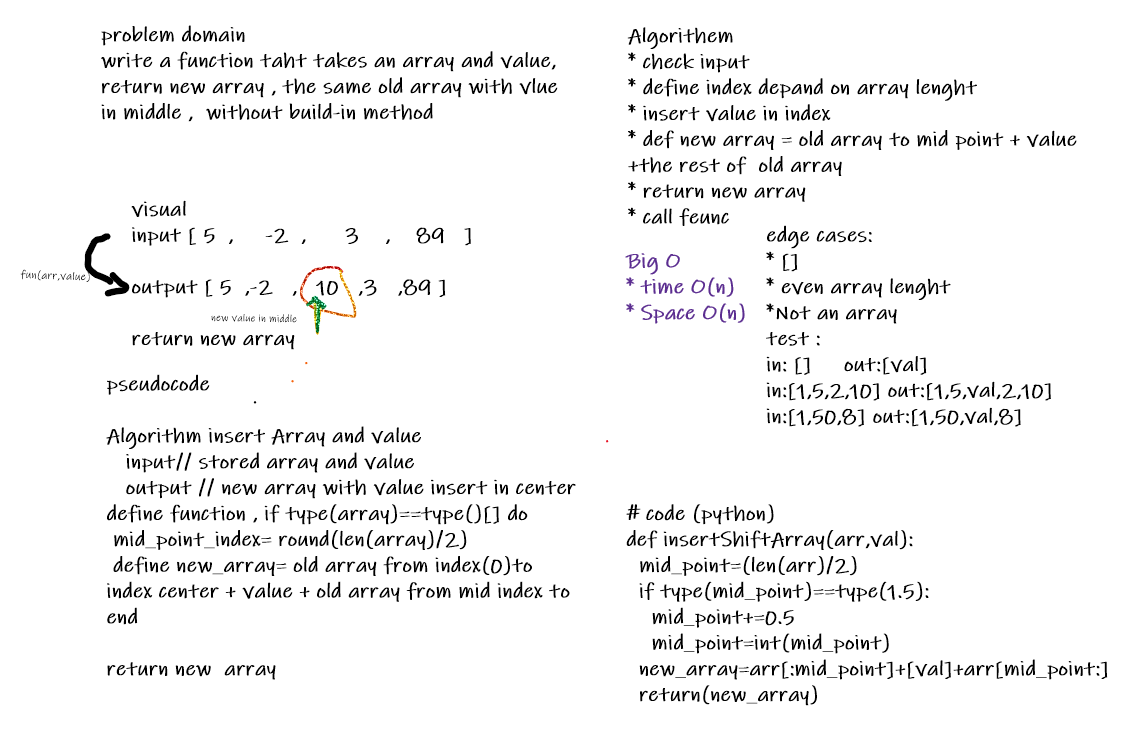 problem domain
write a function taht takes an array and value,
return new array , the same old array with vlue
in middle , without build-in method
visual
input [ 5 , -2 , 3 , 89 ]
fun(arr,value)
output [ 5 ,-2 , 10 ,3 ,89 ]
new value in middle
return new array
pseudocode
Algorithm insert Array and value
input// stored array and value
output // new array with value insert in center
define function , if type(array)==type()[] do
mid_point_index= round(len(array)/2)
define new_array= old array from index(0)to
index center + value + old array from mid index to
end
return new array
Algorithem
* check input
* define index depand on array lenght
* insert value in index
* def new array = old array to mid point + value
+the rest of old array
* return new array
* call feunc
Big O
* time O(n)
* Space O(n)
edge cases:
* []
* even array lenght
*Not an array
test :
in: [] out:[val]
in:[1,5,2,10] out:[1,5,val,2,10]
in:[1,50,8] out:[1,50,val,8]
# code (python)
def insertShiftArray(arr,val):
mid_point=(len(arr)/2)
if type(mid_point)==type(1.5):
mid_point+=0.5
mid_point=int(mid_point)
new_array=arr[:mid_point]+[val]+arr[mid_point:]
return(new_array)